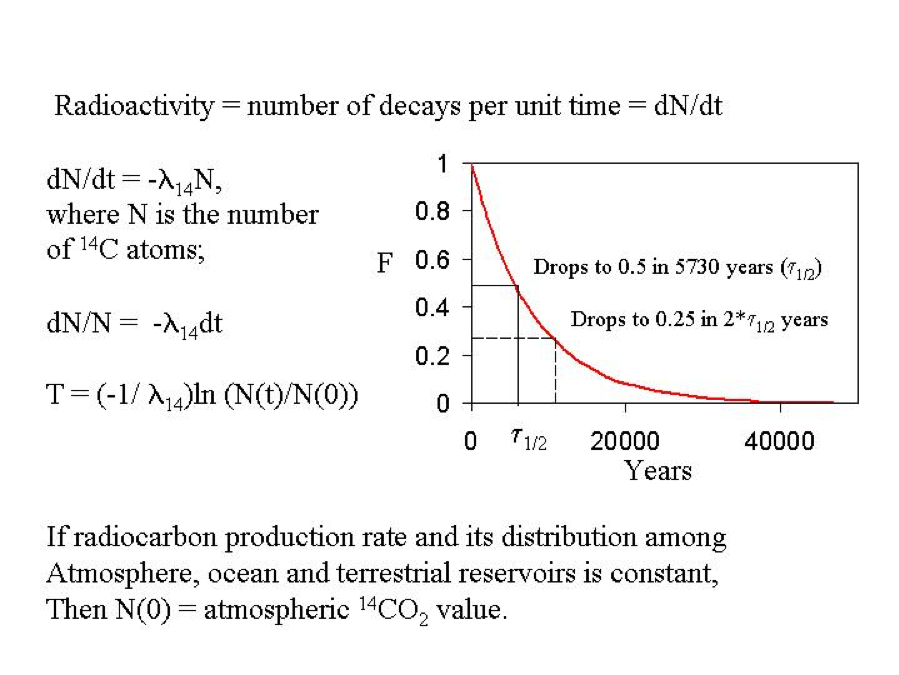 Radioactivity = number of decays per unit time = dN/dt
dN/dt = -λ₁₄N,
where N is the number
of ¹⁴C atoms;
dN/N = -λ₁₄dt
T = (-1/ λ₁₄)ln (N(t)/N(0))
1
0.8
F 0.6
0.4
0.2
0
Drops to 0.5 in 5730 years (τ₁/₂)
Drops to 0.25 in 2*τ₁/₂ years
0 τ₁/₂ 20000 40000
Years
If radiocarbon production rate and its distribution among
Atmosphere, ocean and terrestrial reservoirs is constant,
Then N(0) = atmospheric ¹⁴CO₂ value.